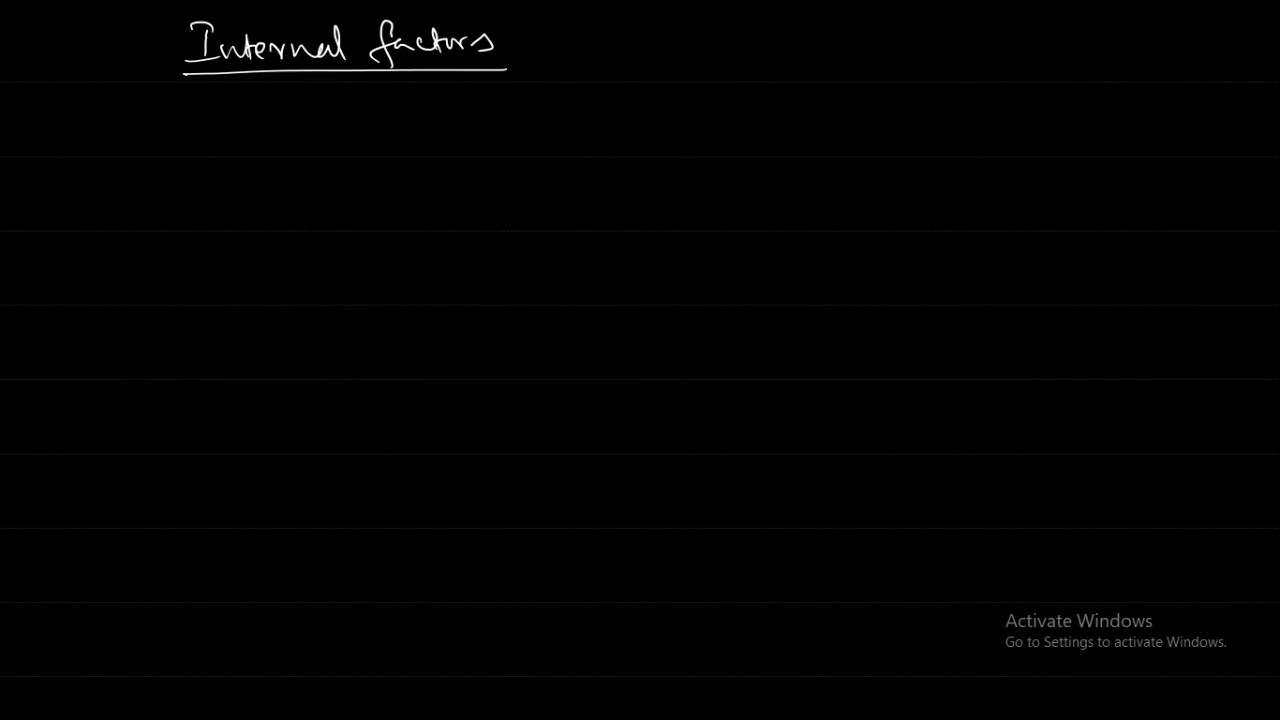 Internal factors
Activate Windows
Go to Settings to activate Windows.